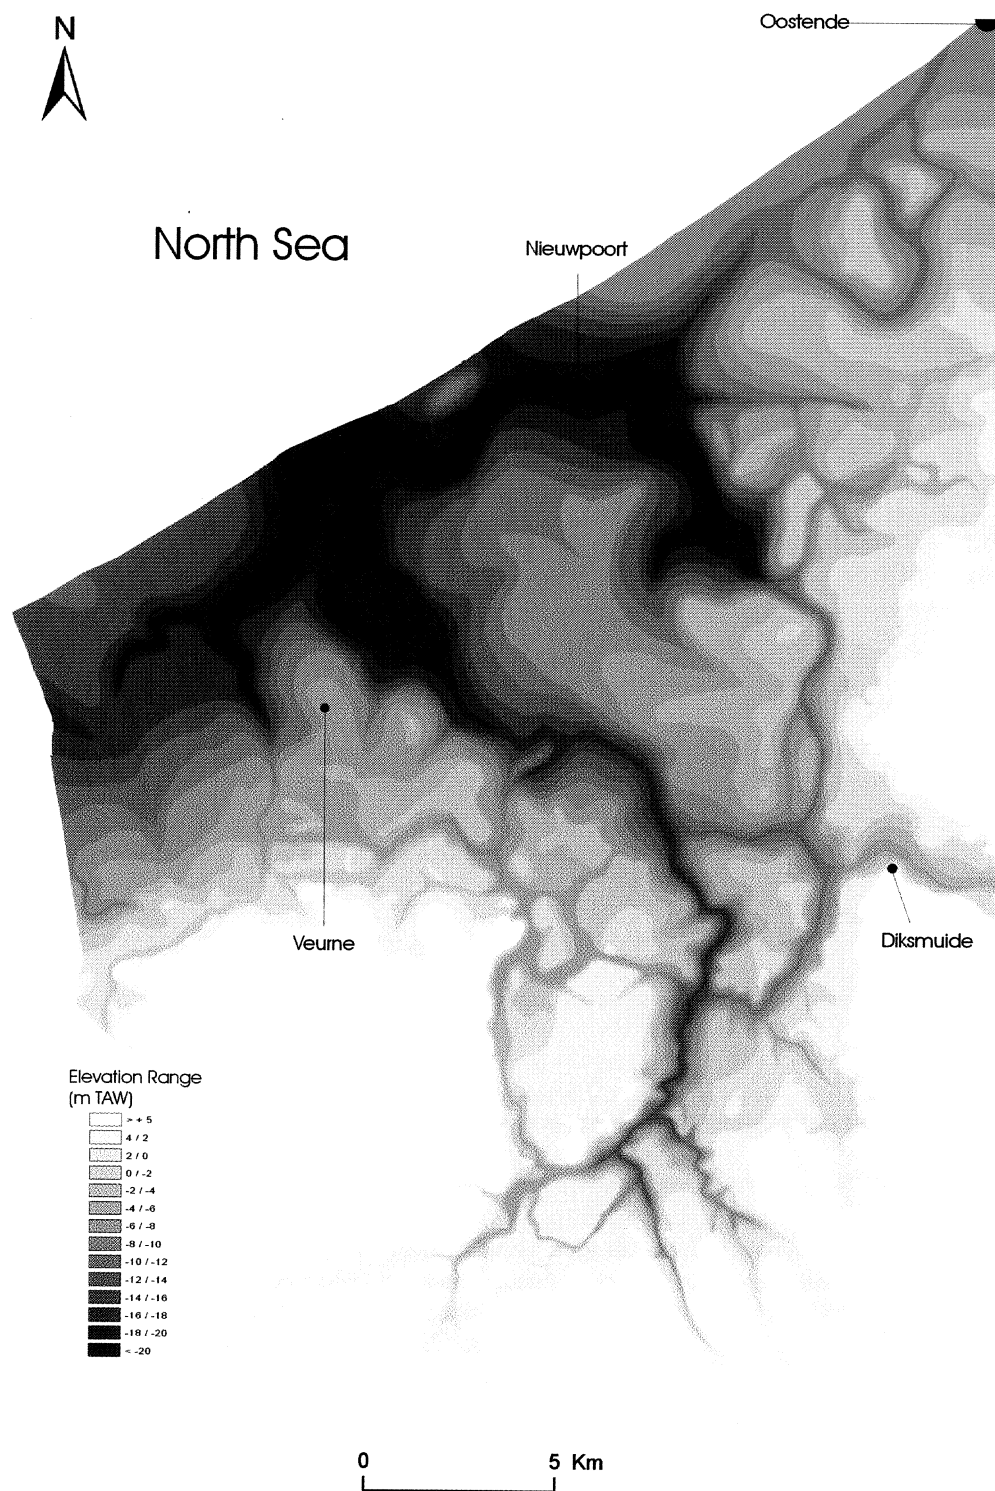 N
Oostende
North Sea
Nieuwpoort
Veurne
Diksmuide
Elevation Range
(m TAW)
> + 5
4 / 2
2 / 0
0 / -2
-2 / -4
-4 / -6
-6 / -8
-8 / -10
-10 / -12
-12 / -14
-14 / -16
-16 / -18
-18 / -20
< -20
0 5 Km